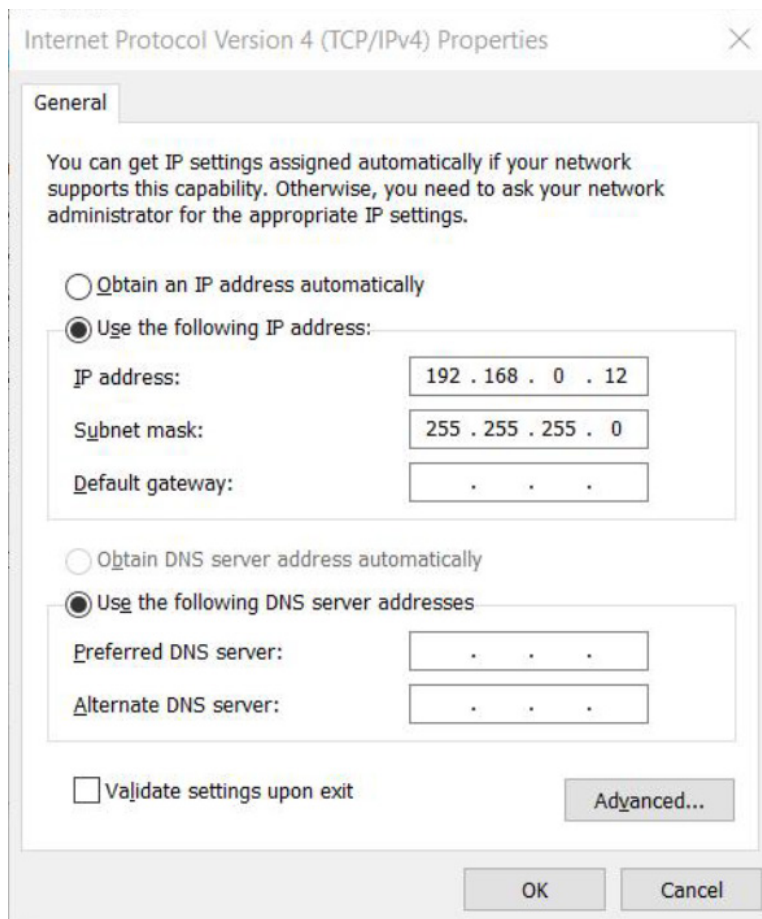 Internet Protocol Version 4 (TCP/IPv4) Properties
General
You can get IP settings assigned automatically if your network
supports this capability. Otherwise, you need to ask your network
administrator for the appropriate IP settings.
Obtain an IP address automatically
Use the following IP address:
IP address: 192 . 168 . 0 . 12
Subnet mask: 255 . 255 . 255 . 0
Default gateway: . . .
Obtain DNS server address automatically
Use the following DNS server addresses
Preferred DNS server: . . .
Alternate DNS server: . . .
Validate settings upon exit
Advanced...
OK Cancel